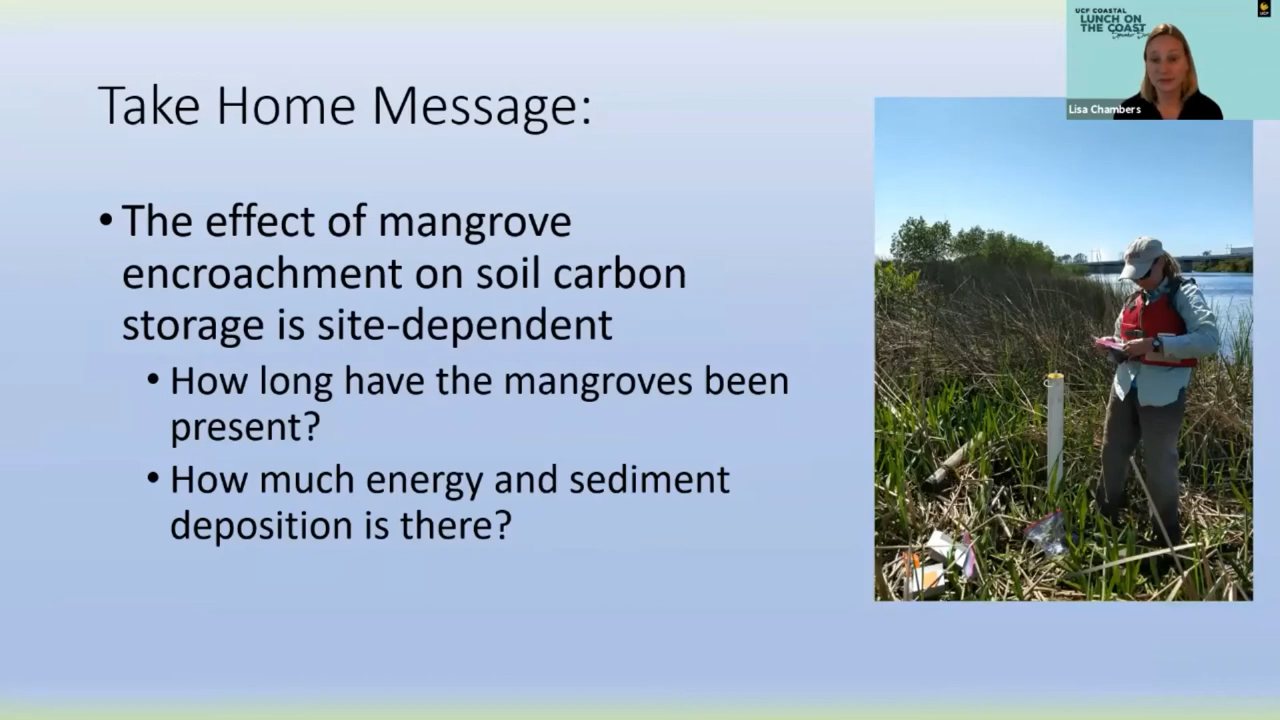 UCF COASTAL
LUNCH ON
THE COAST
UCF
Lisa Chambers
Take Home Message:
• The effect of mangrove
encroachment on soil carbon
storage is site-dependent
• How long have the mangroves been
present?
• How much energy and sediment
deposition is there?